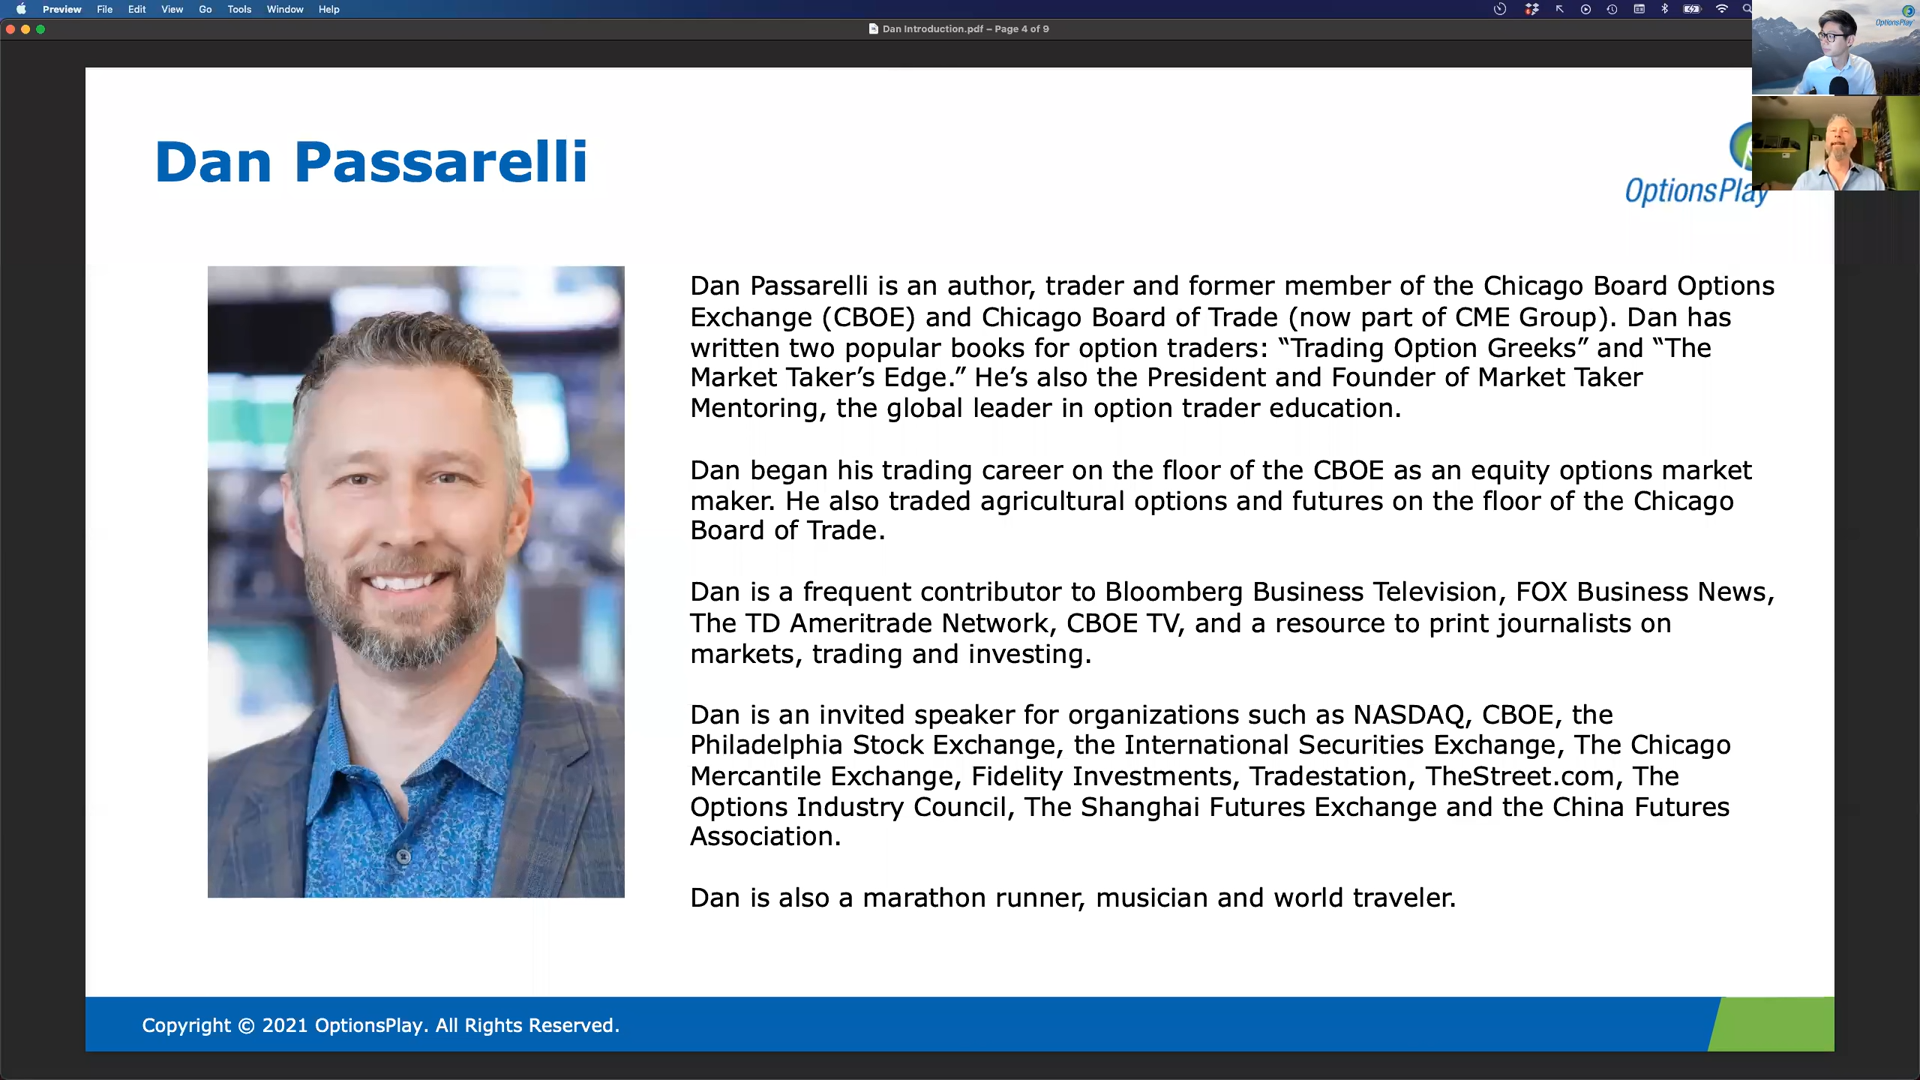 Preview File Edit View Go Tools Window Help
Dan Introduction.pdf – Page 4 of 9
OptionsPlay
Dan Passarelli
OptionsPlay
Dan Passarelli is an author, trader and former member of the Chicago Board Options
Exchange (CBOE) and Chicago Board of Trade (now part of CME Group). Dan has
written two popular books for option traders: “Trading Option Greeks” and “The
Market Taker’s Edge.” He’s also the President and Founder of Market Taker
Mentoring, the global leader in option trader education.
Dan began his trading career on the floor of the CBOE as an equity options market
maker. He also traded agricultural options and futures on the floor of the Chicago
Board of Trade.
Dan is a frequent contributor to Bloomberg Business Television, FOX Business News,
The TD Ameritrade Network, CBOE TV, and a resource to print journalists on
markets, trading and investing.
Dan is an invited speaker for organizations such as NASDAQ, CBOE, the
Philadelphia Stock Exchange, the International Securities Exchange, The Chicago
Mercantile Exchange, Fidelity Investments, Tradestation, TheStreet.com, The
Options Industry Council, The Shanghai Futures Exchange and the China Futures
Association.
Dan is also a marathon runner, musician and world traveler.
Copyright © 2021 OptionsPlay. All Rights Reserved.